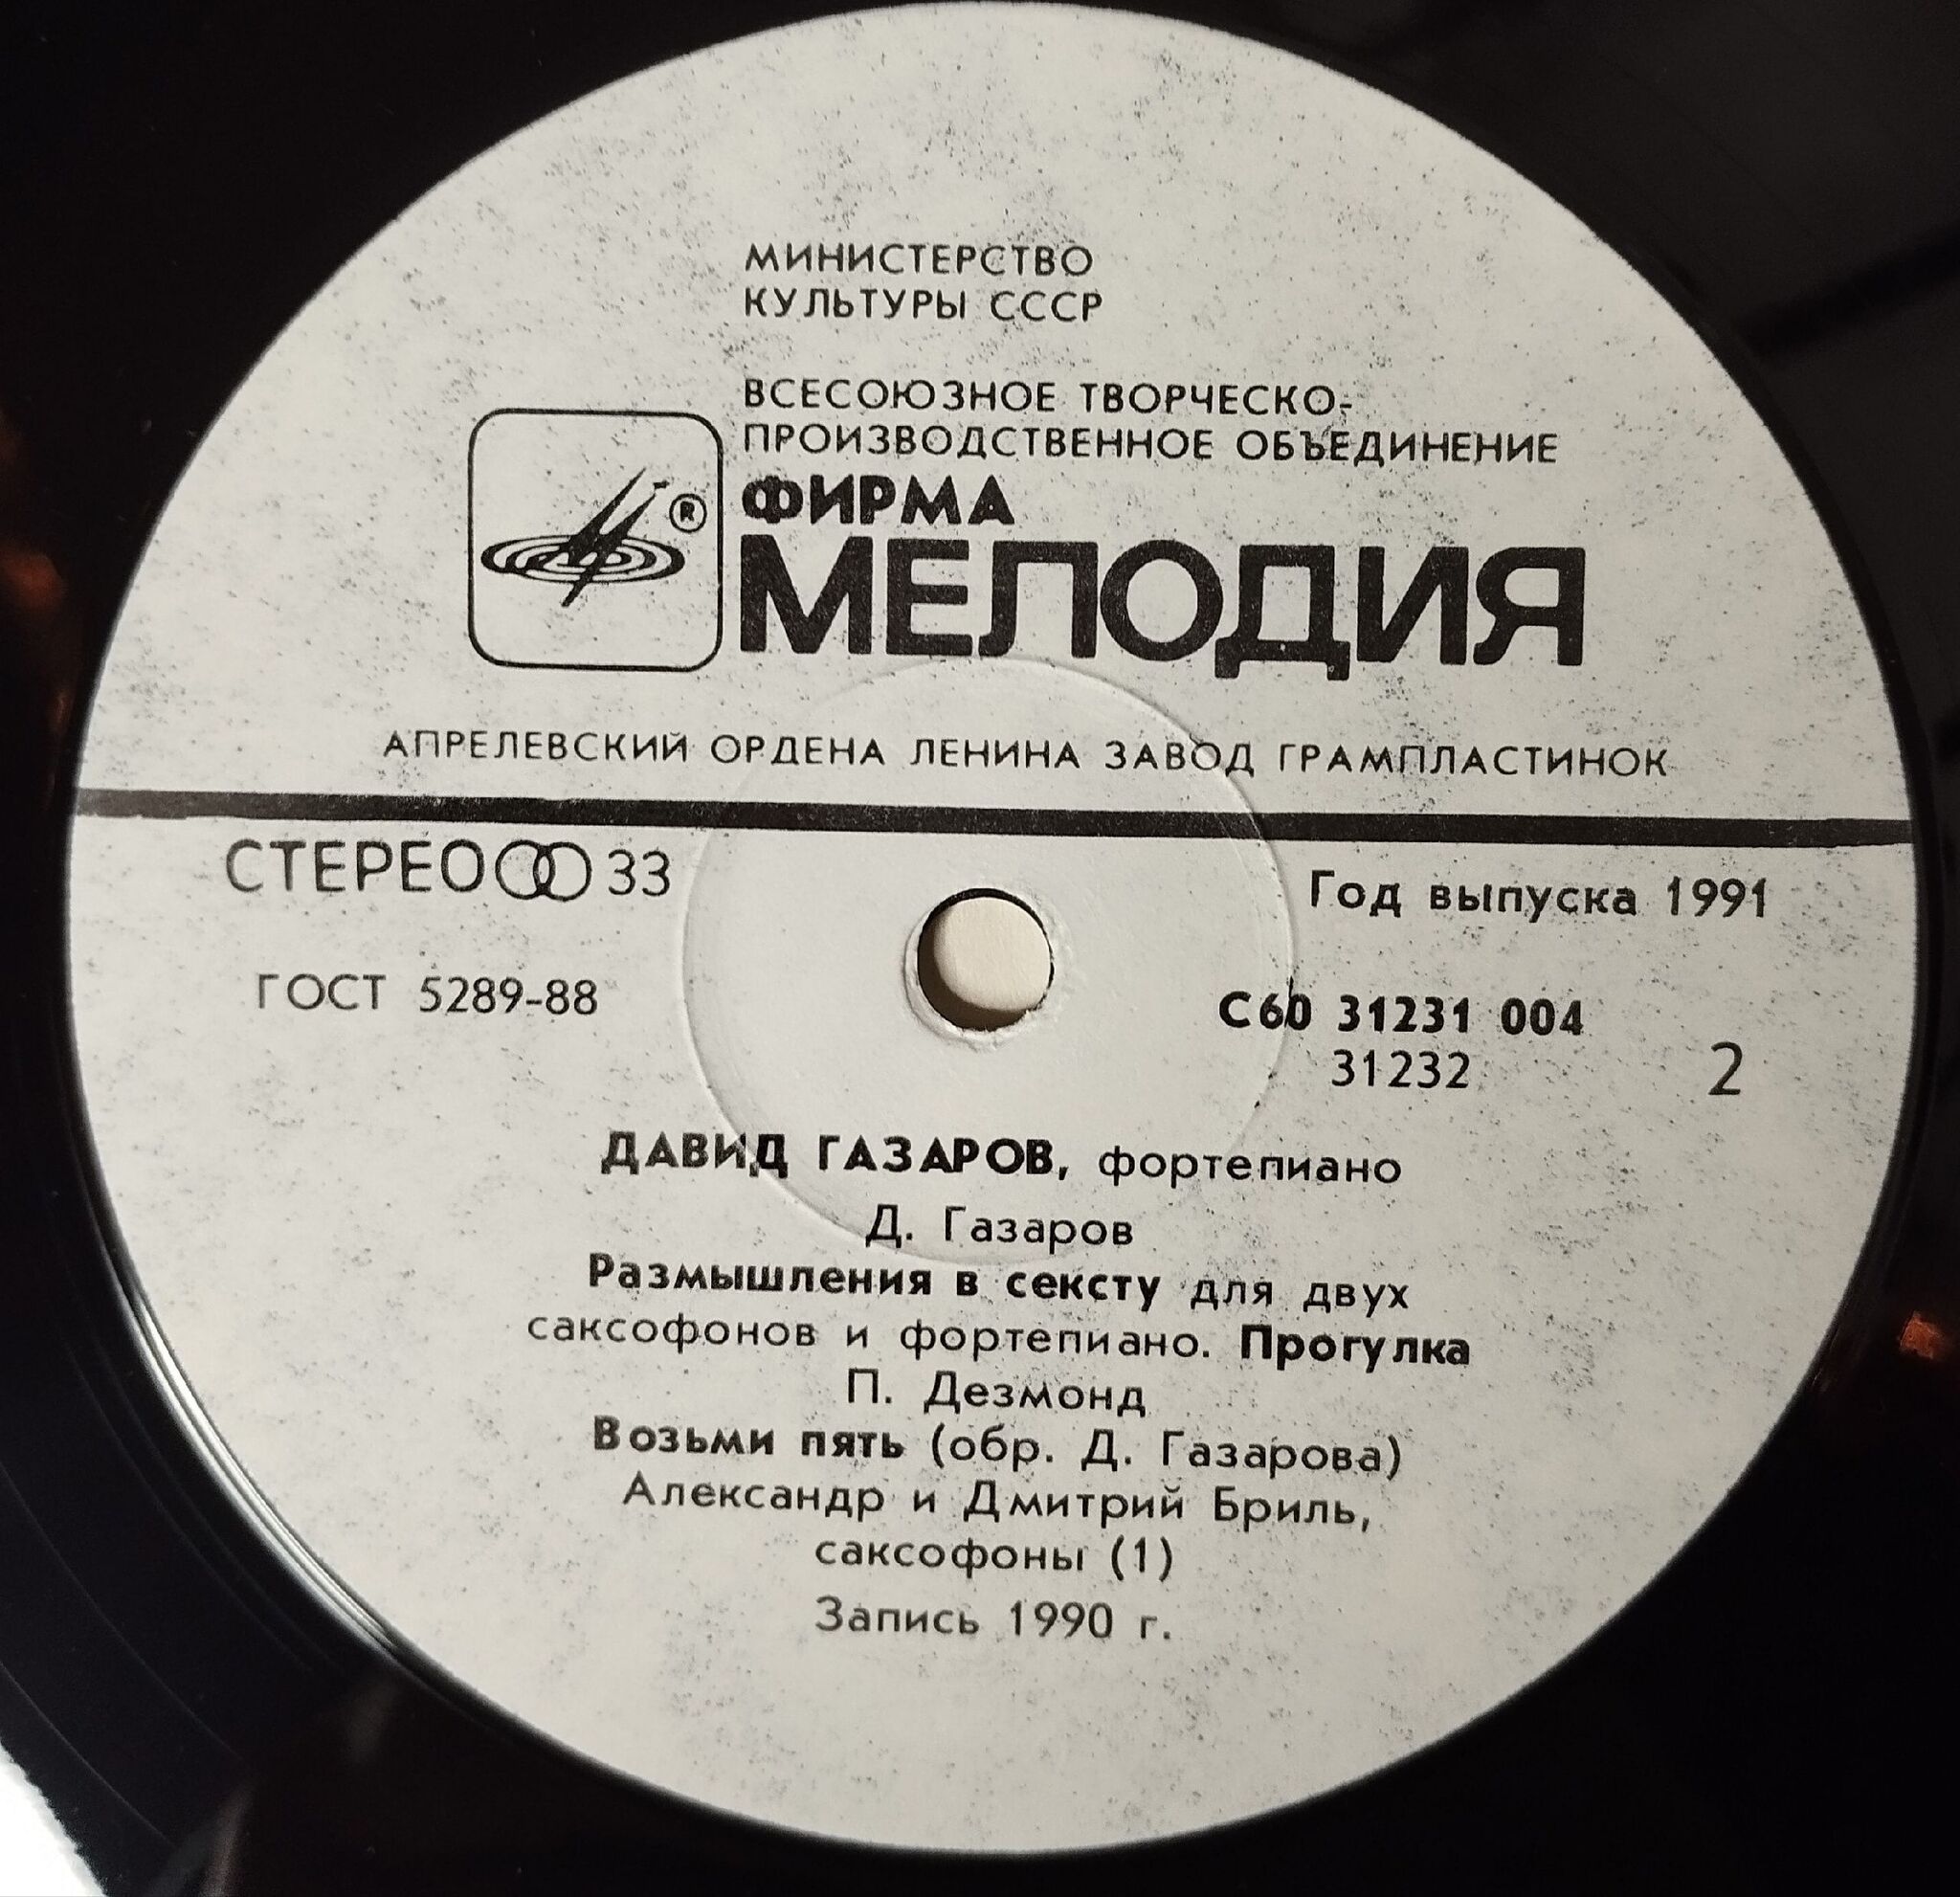 МИНИСТЕРСТВО
КУЛЬТУРЫ СССР
ВСЕСОЮЗНОЕ ТВОРЧЕСКО-
ПРОИЗВОДСТВЕННОЕ ОБЪЕДИНЕНИЕ
®
ФИРМА
МЕЛОДИЯ
АПРЕЛЕВСКИЙ ОРДЕНА ЛЕНИНА ЗАВОД ГРАМПЛАСТИНОК
СТЕРЕО 33
Год выпуска 1991
ГОСТ 5289-88
С60 31231 004
31232
2
ДАВИД ГАЗАРОВ, фортепиано
Д. Газаров
Размышления в сексту для двух
саксофонов и фортепиано. Прогулка
П. Дезмонд
Возьми пять (обр. Д. Газарова)
Александр и Дмитрий Бриль,
саксофоны (1)
Запись 1990 г.